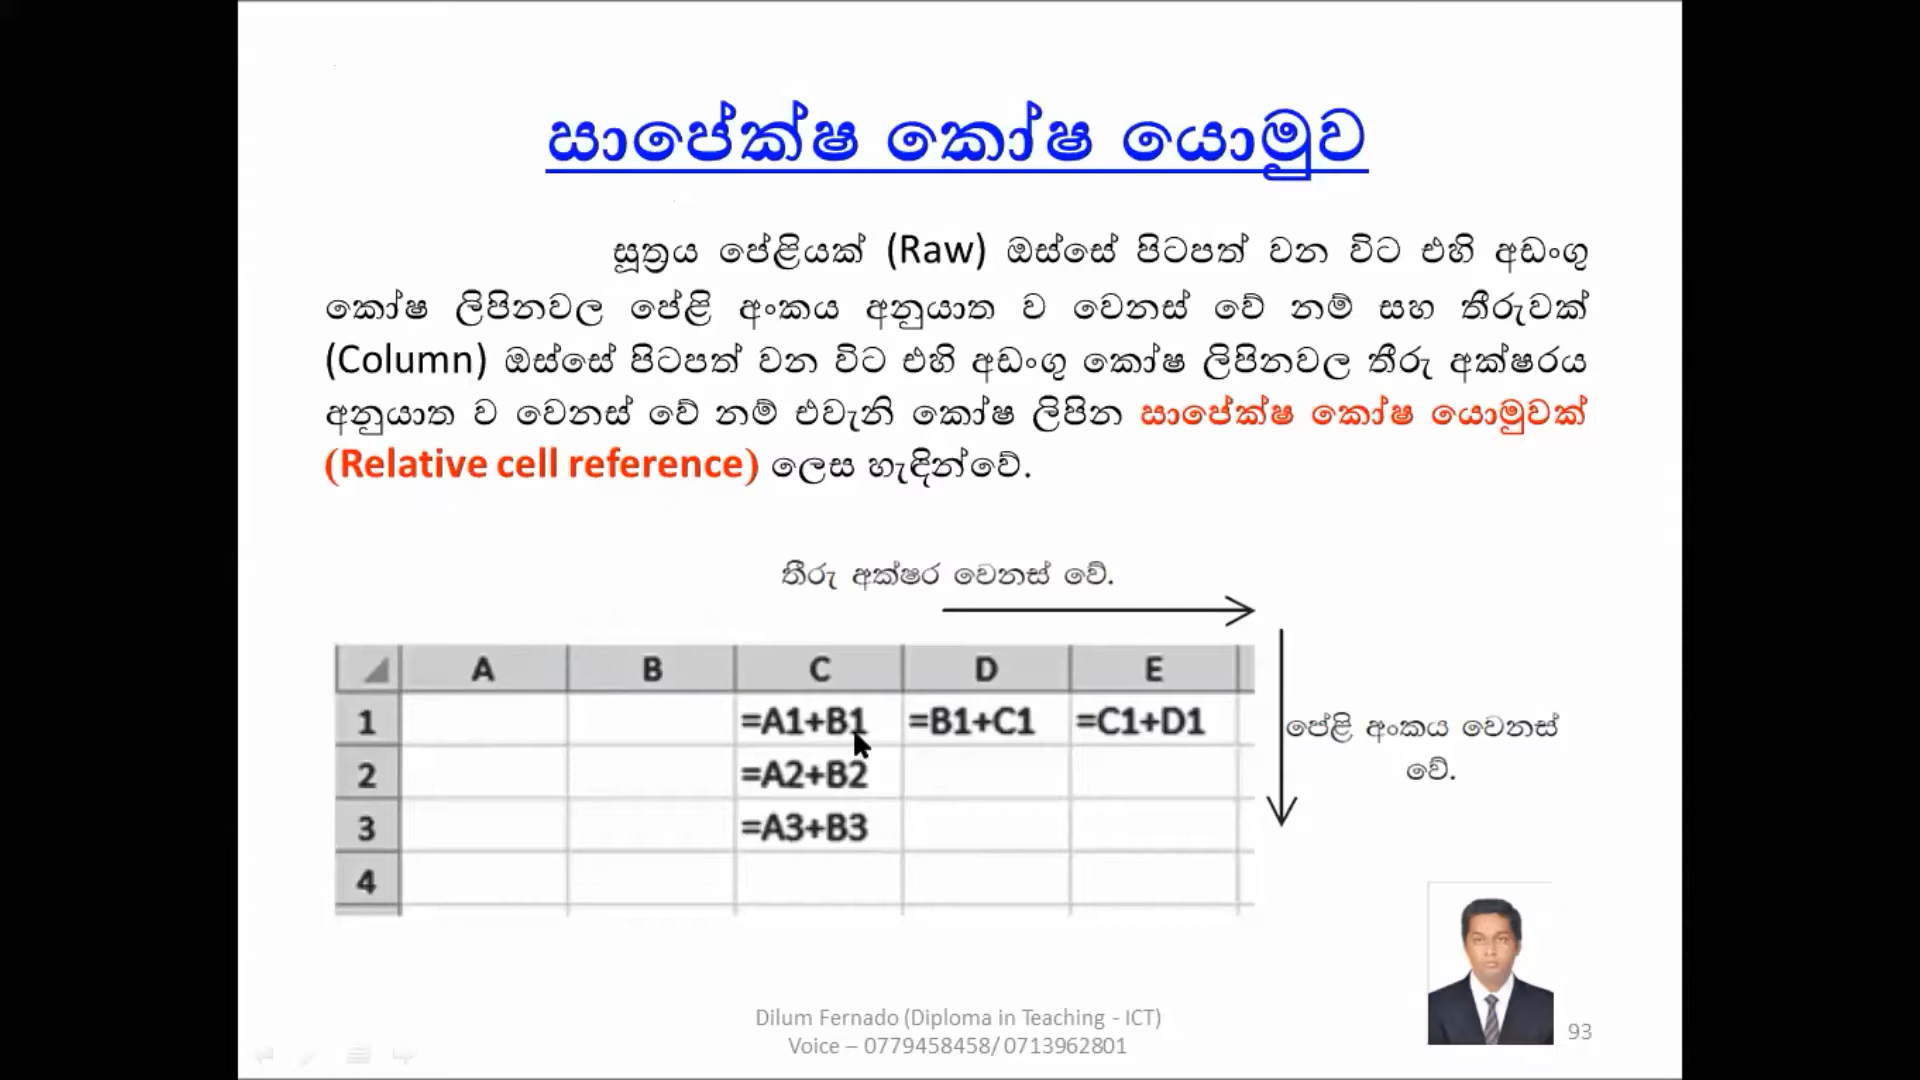 සාපේක්ෂ කෝෂ යොමුව
සූත්‍රය පේළියක් (Raw) ඔස්සේ පිටපත් වන විට එහි අඩංගු
කෝෂ ලිපිනවල පේළි අංකය අනුයාත ව වෙනස් වේ නම් සහ තීරුවක්
(Column) ඔස්සේ පිටපත් වන විට එහි අඩංගු කෝෂ ලිපිනවල තීරු අක්ෂරය
අනුයාත ව වෙනස් වේ නම් එවැනි කෝෂ ලිපින සාපේක්ෂ කෝෂ යොමුවක්
(Relative cell reference) ලෙස හැඳින්වේ.
තීරු අක්ෂර වෙනස් වේ.
A B C D E
1 =A1+B1 =B1+C1 =C1+D1
2 =A2+B2
3 =A3+B3
4
පේළි අංකය වෙනස්
වේ.
Dilum Fernado (Diploma in Teaching - ICT)
Voice – 0779458458/ 0713962801
93